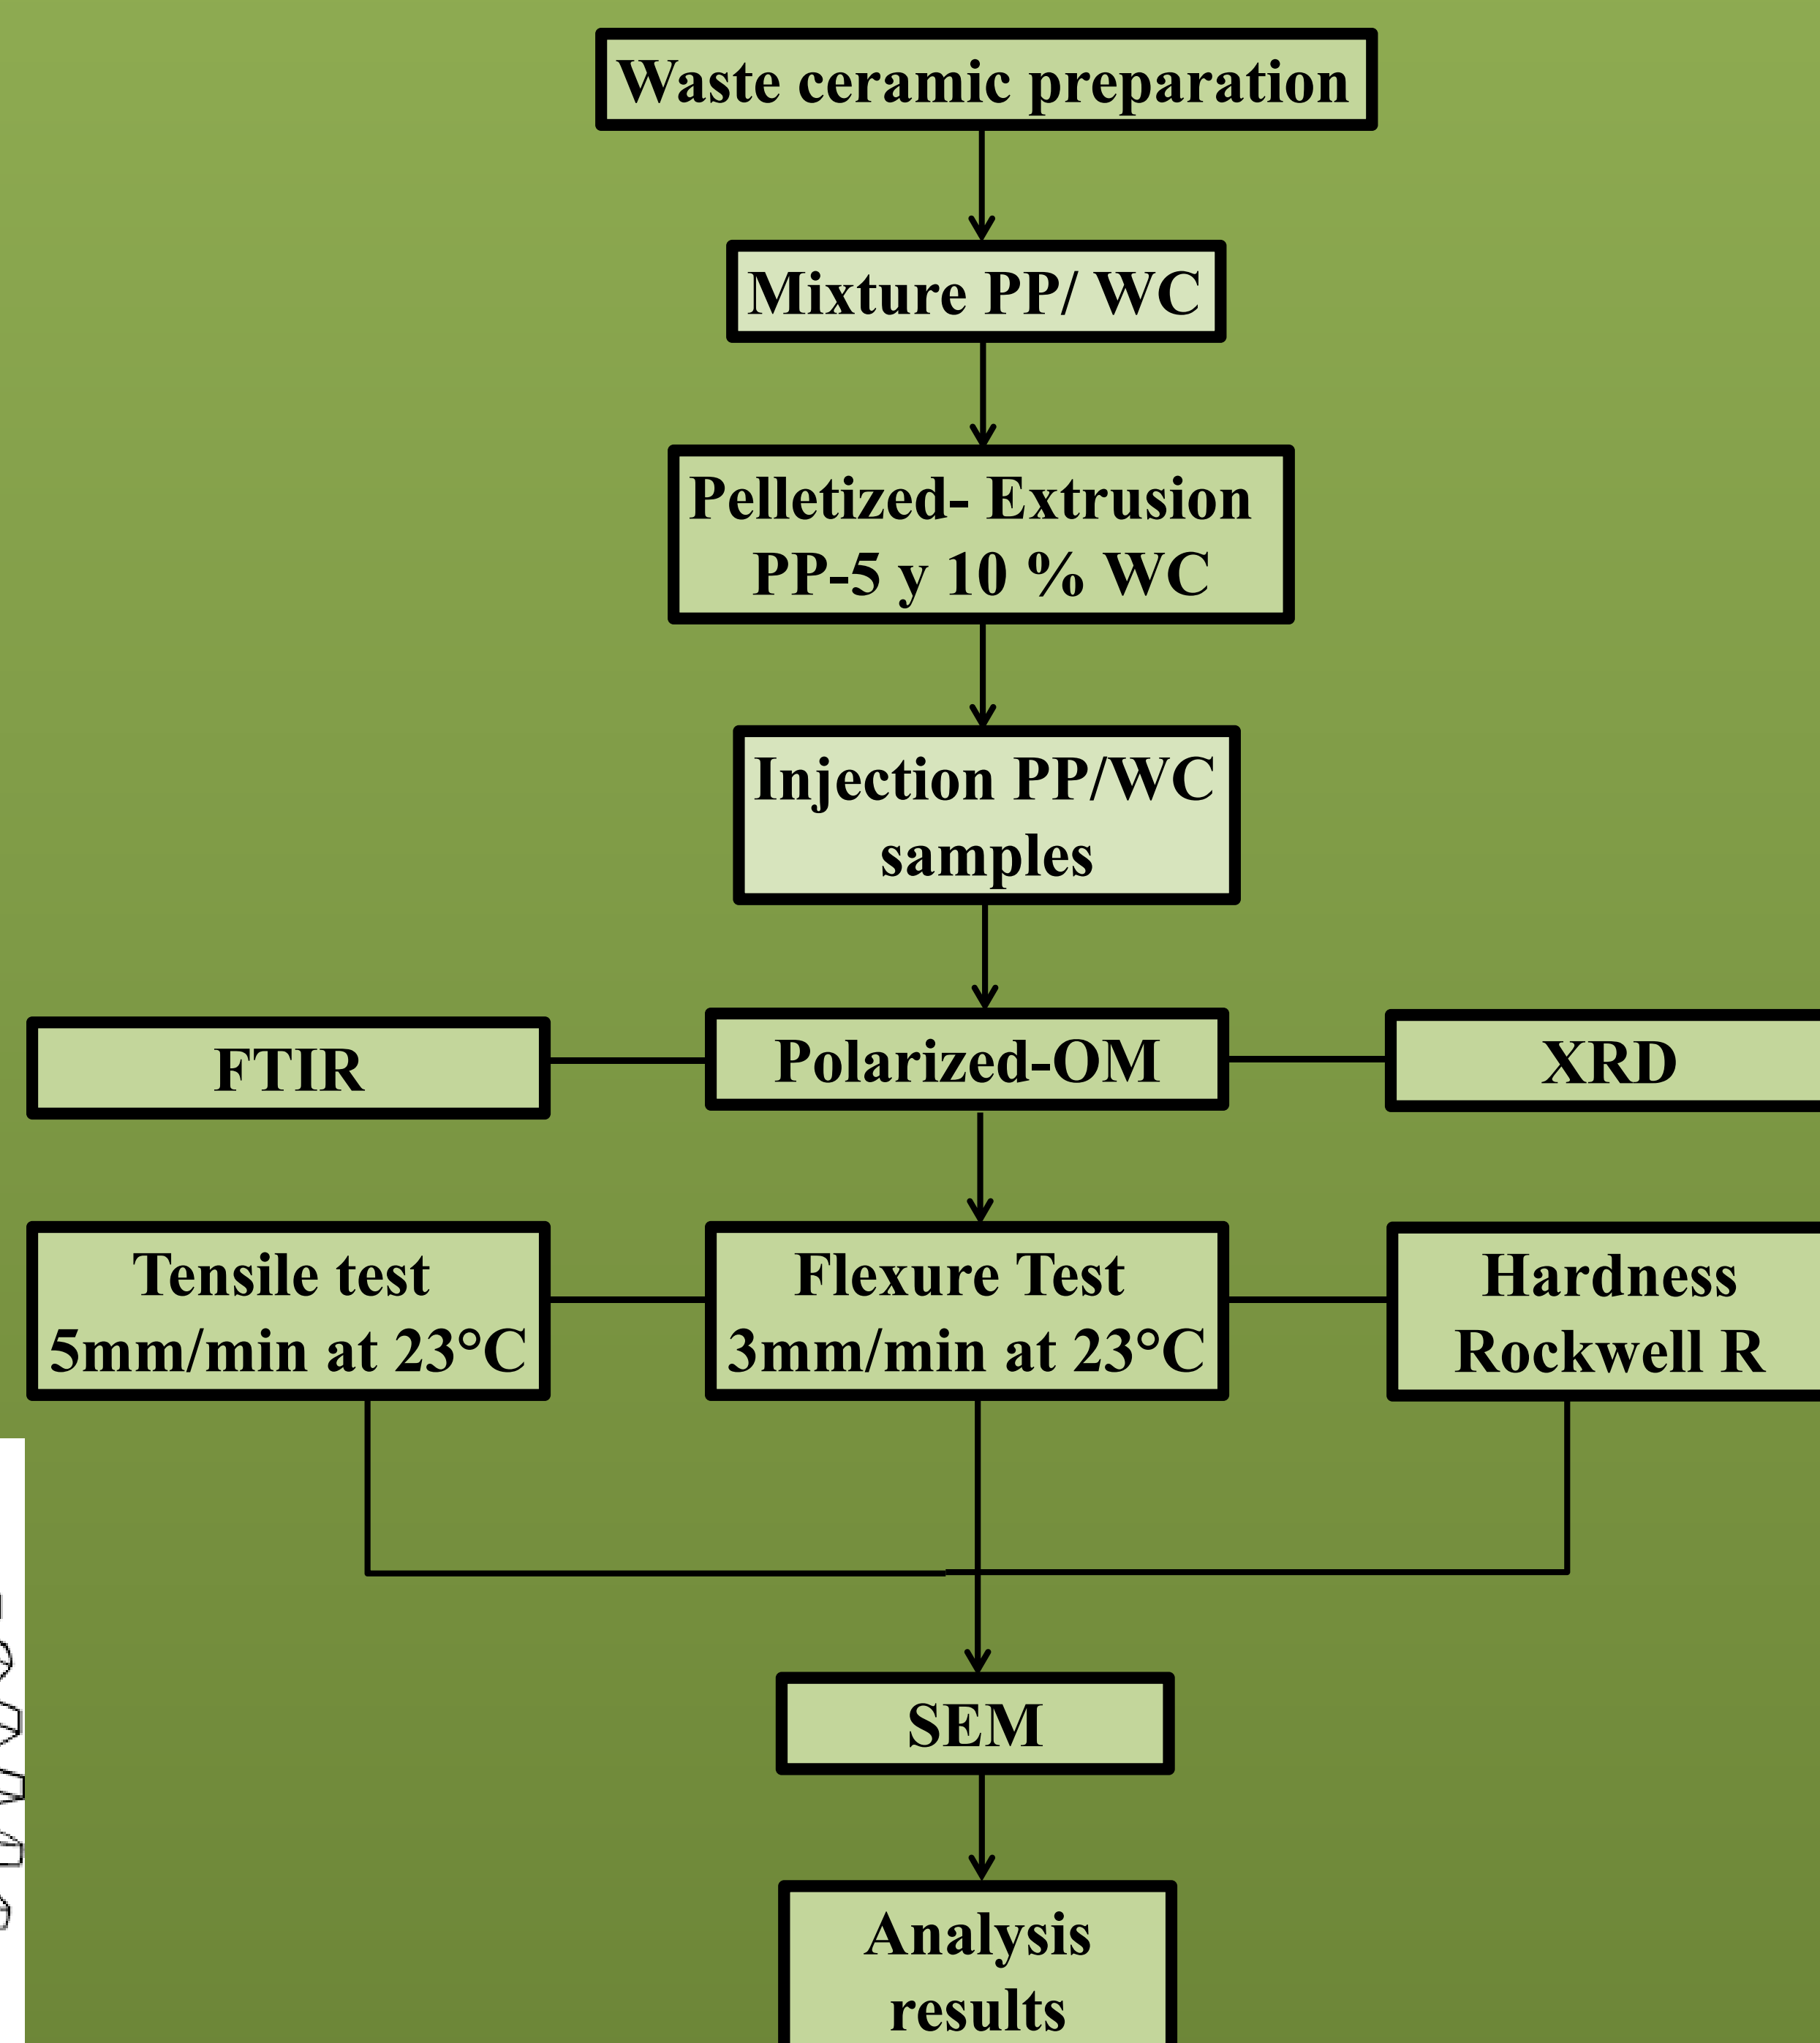 Waste ceramic preparation
Mixture PP/ WC
Pelletized- Extrusion
PP-5 y 10 % WC
Injection PP/WC
samples
FTIR
Polarized-OM
XRD
Tensile test
5mm/min at 23°C
Flexure Test
3mm/min at 23°C
Hardness
Rockwell R
SEM
Analysis
results